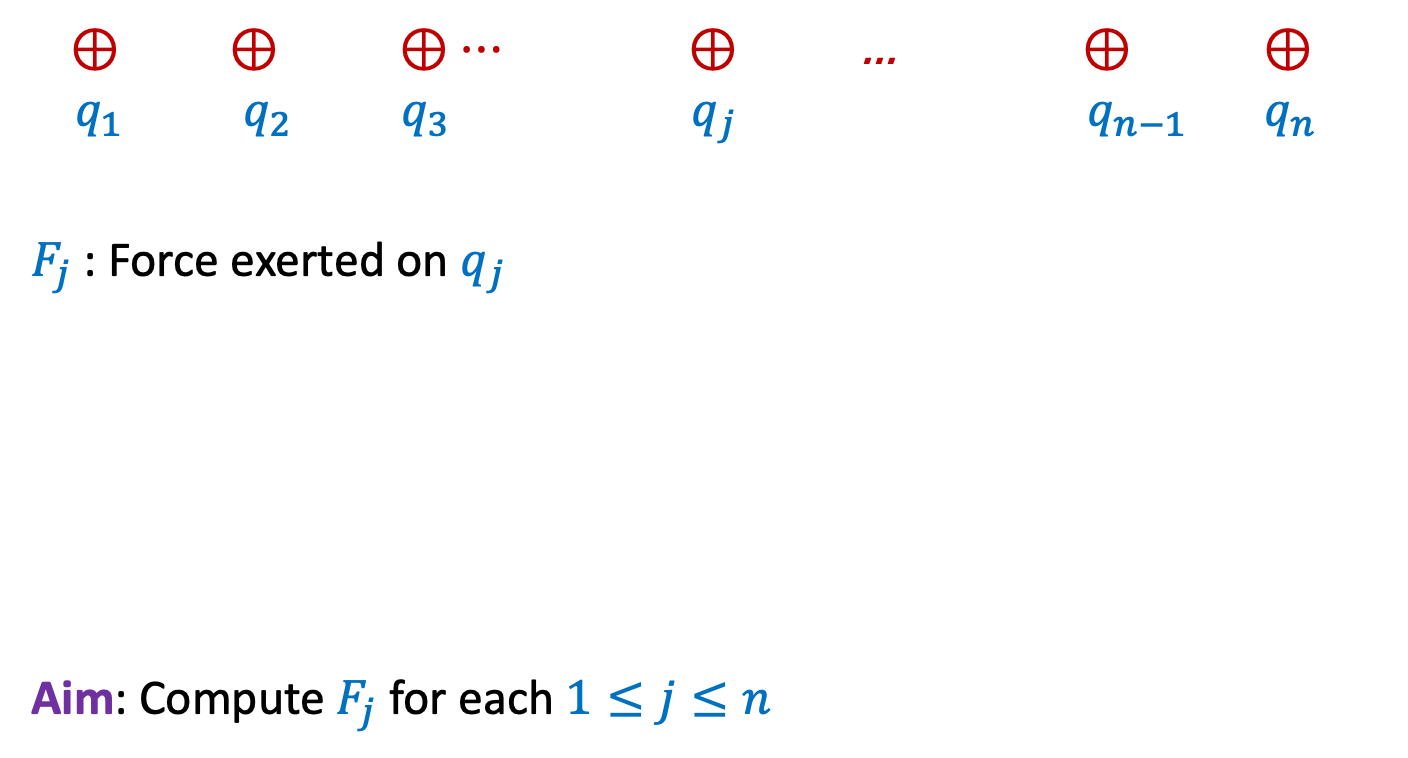 ⊕ ⊕ ⊕ ⋯ ⊕ ... ⊕ ⊕
q₁ q₂ q₃ qⱼ qₙ₋₁ qₙ
Fⱼ : Force exerted on qⱼ
Aim: Compute Fⱼ for each 1 ≤ j ≤ n